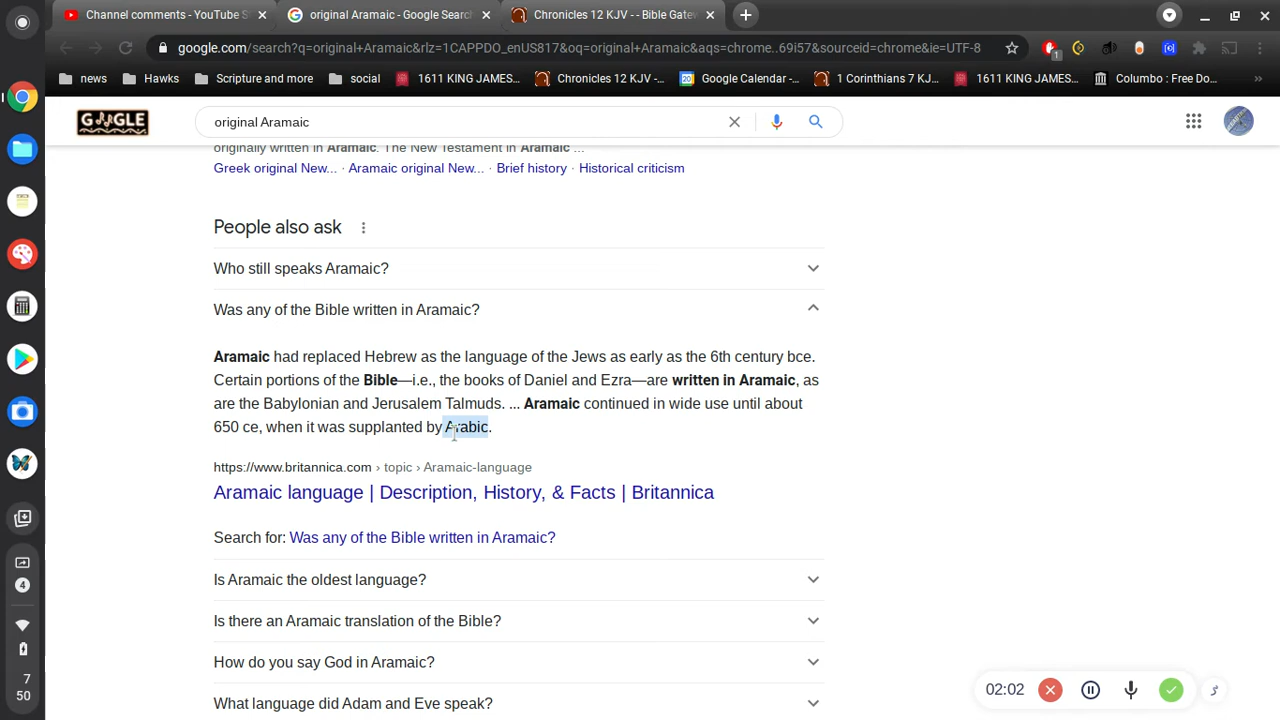 Channel comments - YouTube S
original Aramaic - Google Search
Chronicles 12 KJV - - Bible Gatew
google.com/search?q=original+Aramaic&rlz=1CAPPDO_enUS817&oq=original+Aramaic&aqs=chrome..69i57&sourceid=chrome&ie=UTF-8
1
news
Hawks
Scripture and more
social
1611 KING JAMES...
Chronicles 12 KJV -...
Google Calendar -...
1 Corinthians 7 KJ...
1611 KING JAMES...
Columbo : Free Do...
G GLE
original Aramaic
originally written in Aramaic. The New Testament in Aramaic ...
Greek original New... · Aramaic original New... · Brief history · Historical criticism
People also ask
Who still speaks Aramaic?
Was any of the Bible written in Aramaic?
Aramaic had replaced Hebrew as the language of the Jews as early as the 6th century bce.
Certain portions of the Bible—i.e., the books of Daniel and Ezra—are written in Aramaic, as
are the Babylonian and Jerusalem Talmuds. ... Aramaic continued in wide use until about
650 ce, when it was supplanted by Arabic.
https://www.britannica.com › topic › Aramaic-language
Aramaic language | Description, History, & Facts | Britannica
Search for: Was any of the Bible written in Aramaic?
Is Aramaic the oldest language?
Is there an Aramaic translation of the Bible?
How do you say God in Aramaic?
What language did Adam and Eve speak?
4
7
50
02:02